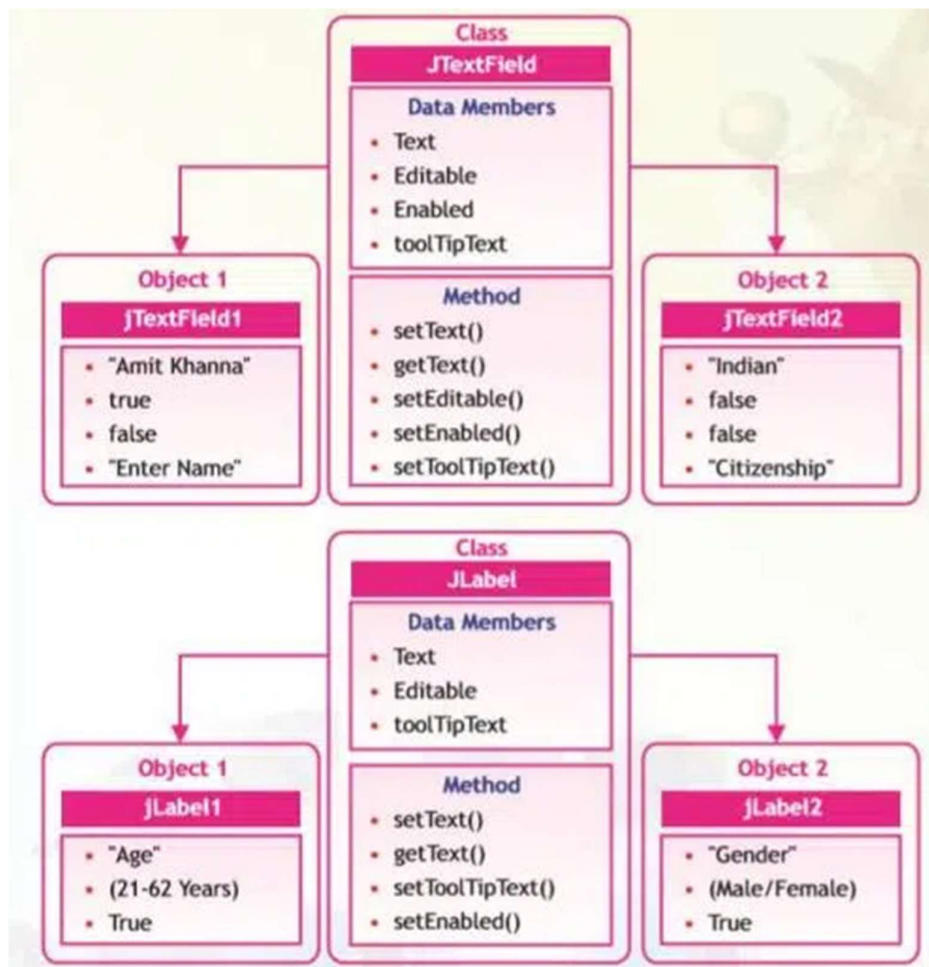 Class
JTextField
Data Members
• Text
• Editable
• Enabled
• toolTipText
Method
• setText()
• getText()
• setEditable()
• setEnabled()
• setToolTipText()
Object 1
jTextField1
• "Amit Khanna"
• true
• false
• "Enter Name"
Object 2
jTextField2
• "Indian"
• false
• false
• "Citizenship"
Class
JLabel
Data Members
• Text
• Editable
• toolTipText
Method
• setText()
• getText()
• setToolTipText()
• setEnabled()
Object 1
jLabel1
• "Age"
• (21-62 Years)
• True
Object 2
jLabel2
• "Gender"
• (Male/Female)
• True